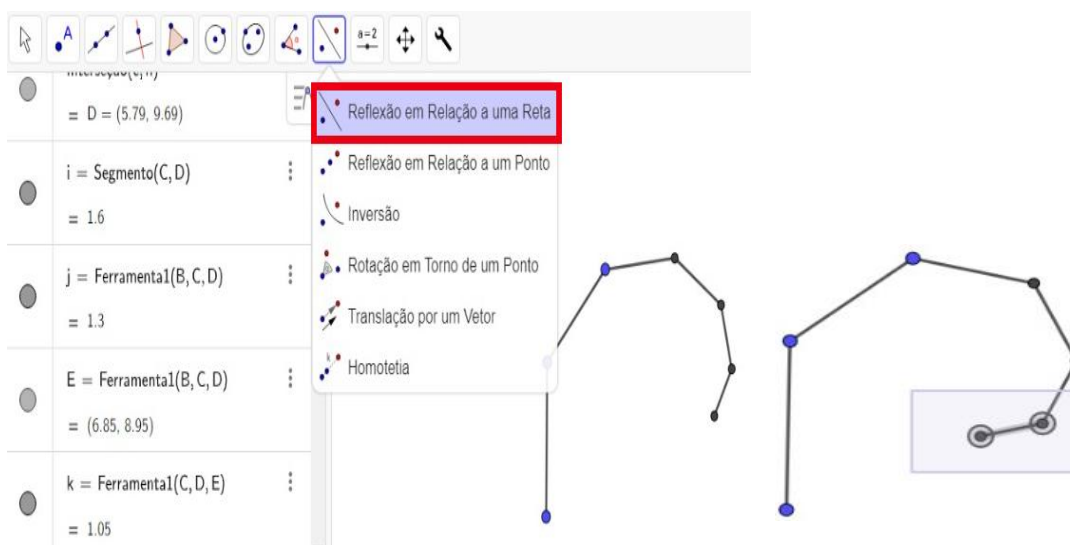 A
a=2
= D = (5.79, 9.69)
i = Segmento(C, D)
= 1.6
j = Ferramenta1(B, C, D)
= 1.3
E = Ferramenta1(B, C, D)
= (6.85, 8.95)
k = Ferramenta1(C, D, E)
= 1.05
Reflexão em Relação a uma Reta
Reflexão em Relação a um Ponto
Inversão
Rotação em Torno de um Ponto
Translação por um Vetor
Homotetia